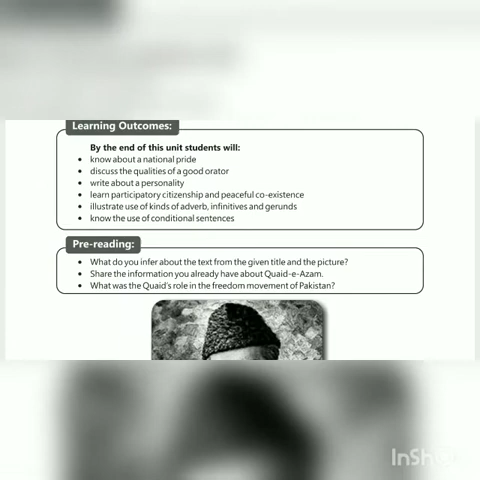 Learning Outcomes:
By the end of this unit students will:
• know about a national pride
• discuss the qualities of a good orator
• write about a personality
• learn participatory citizenship and peaceful co-existence
• illustrate use of kinds of adverb, infinitives and gerunds
• know the use of conditional sentences
Pre-reading:
• What do you infer about the text from the given title and the picture?
• Share the information you already have about Quaid-e-Azam.
• What was the Quaid's role in the freedom movement of Pakistan?